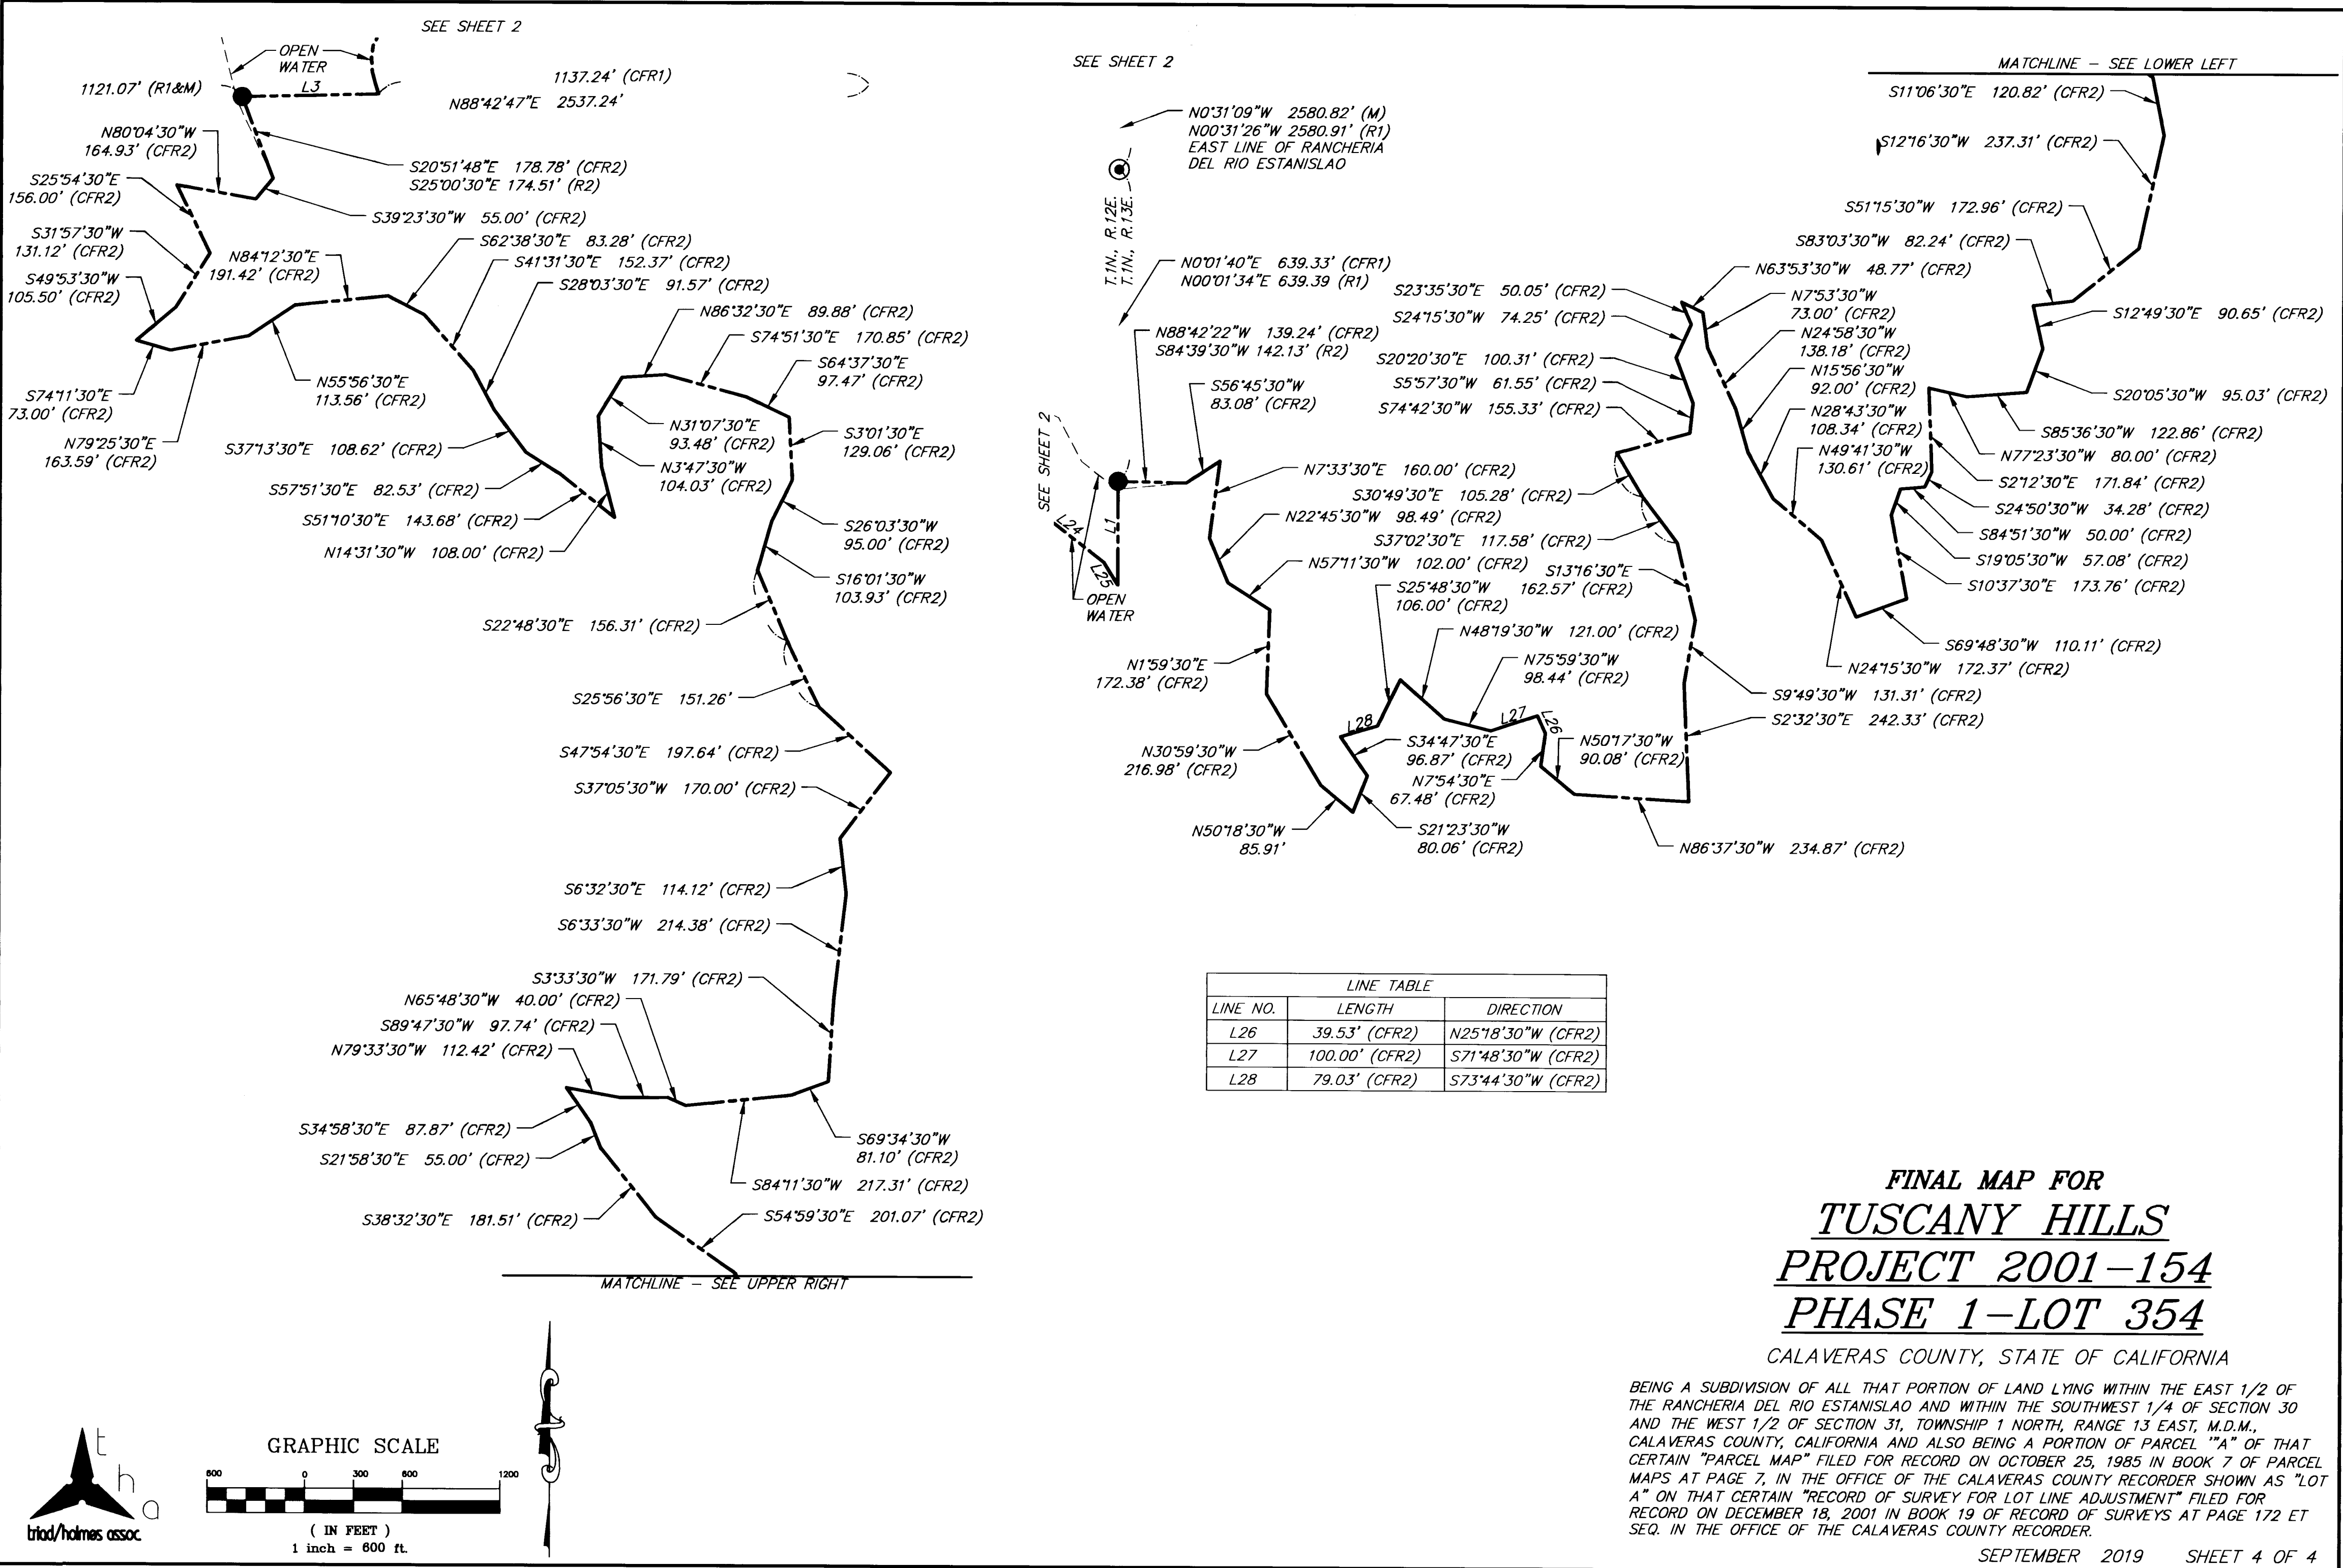 SEE SHEET 2
OPEN
WATER
L3
1121.07' (R1&M)
1137.24' (CFR1)
N88°42'47"E 2537.24'
N80°04'30"W
164.93' (CFR2)
S20°51'48"E 178.78' (CFR2)
S25°00'30"E 174.51' (R2)
S25°54'30"E
156.00' (CFR2)
S39°23'30"W 55.00' (CFR2)
S31°57'30"W
131.12' (CFR2)
S62°38'30"E 83.28' (CFR2)
N84°12'30"E
191.42' (CFR2)
S41°31'30"E 152.37' (CFR2)
S49°53'30"W
105.50' (CFR2)
S28°03'30"E 91.57' (CFR2)
N86°32'30"E 89.88' (CFR2)
S74°51'30"E 170.85' (CFR2)
S64°37'30"E
97.47' (CFR2)
S74°11'30"E
73.00' (CFR2)
N55°56'30"E
113.56' (CFR2)
N79°25'30"E
163.59' (CFR2)
S37°13'30"E 108.62' (CFR2)
N31°07'30"E
93.48' (CFR2)
S3°01'30"E
129.06' (CFR2)
N3°47'30"W
104.03' (CFR2)
S57°51'30"E 82.53' (CFR2)
S51°10'30"E 143.68' (CFR2)
N14°31'30"W 108.00' (CFR2)
S26°03'30"W
95.00' (CFR2)
S16°01'30"W
103.93' (CFR2)
S22°48'30"E 156.31' (CFR2)
S25°56'30"E 151.26'
S47°54'30"E 197.64' (CFR2)
S37°05'30"W 170.00' (CFR2)
S6°32'30"E 114.12' (CFR2)
S6°33'30"W 214.38' (CFR2)
S3°33'30"W 171.79' (CFR2)
N65°48'30"W 40.00' (CFR2)
S89°47'30"W 97.74' (CFR2)
N79°33'30"W 112.42' (CFR2)
S34°58'30"E 87.87' (CFR2)
S21°58'30"E 55.00' (CFR2)
S69°34'30"W
81.10' (CFR2)
S84°11'30"W 217.31' (CFR2)
S38°32'30"E 181.51' (CFR2)
S54°59'30"E 201.07' (CFR2)
MATCHLINE - SEE UPPER RIGHT
SEE SHEET 2
N0°31'09"W 2580.82' (M)
N00°31'26"W 2580.91' (R1)
EAST LINE OF RANCHERIA
DEL RIO ESTANISLAO
T.1N., R.12E.
T.1N., R.13E.
N0°01'40"E 639.33' (CFR1)
N00°01'34"E 639.39 (R1)
N88°42'22"W 139.24' (CFR2)
S84°39'30"W 142.13' (R2)
S56°45'30"W
83.08' (CFR2)
SEE SHEET 2
L24
L1
L25
OPEN
WATER
N7°33'30"E 160.00' (CFR2)
N22°45'30"W 98.49' (CFR2)
N57°11'30"W 102.00' (CFR2)
N1°59'30"E
172.38' (CFR2)
N30°59'30"W
216.98' (CFR2)
N50°18'30"W
85.91'
S21°23'30"W
80.06' (CFR2)
S34°47'30"E
96.87' (CFR2)
L28
S25°48'30"W
106.00' (CFR2)
N48°19'30"W 121.00' (CFR2)
N75°59'30"W
98.44' (CFR2)
L27
L26
N7°54'30"E
67.48' (CFR2)
N50°17'30"W
90.08' (CFR2)
N86°37'30"W 234.87' (CFR2)
S2°32'30"E 242.33' (CFR2)
S9°49'30"W 131.31' (CFR2)
S13°16'30"E
162.57' (CFR2)
S37°02'30"E 117.58' (CFR2)
S30°49'30"E 105.28' (CFR2)
S74°42'30"W 155.33' (CFR2)
S5°57'30"W 61.55' (CFR2)
S20°20'30"E 100.31' (CFR2)
S24°15'30"W 74.25' (CFR2)
S23°35'30"E 50.05' (CFR2)
N63°53'30"W 48.77' (CFR2)
N7°53'30"W
73.00' (CFR2)
N24°58'30"W
138.18' (CFR2)
N15°56'30"W
92.00' (CFR2)
N28°43'30"W
108.34' (CFR2)
N49°41'30"W
130.61' (CFR2)
N24°15'30"W 172.37' (CFR2)
S69°48'30"W 110.11' (CFR2)
S10°37'30"E 173.76' (CFR2)
S19°05'30"W 57.08' (CFR2)
S84°51'30"W 50.00' (CFR2)
S24°50'30"W 34.28' (CFR2)
S2°12'30"E 171.84' (CFR2)
N77°23'30"W 80.00' (CFR2)
S85°36'30"W 122.86' (CFR2)
S20°05'30"W 95.03' (CFR2)
S12°49'30"E 90.65' (CFR2)
S83°03'30"W 82.24' (CFR2)
S51°15'30"W 172.96' (CFR2)
S12°16'30"W 237.31' (CFR2)
S11°06'30"E 120.82' (CFR2)
MATCHLINE - SEE LOWER LEFT
LINE TABLE
LINE NO. LENGTH DIRECTION
L26 39.53' (CFR2) N25°18'30"W (CFR2)
L27 100.00' (CFR2) S71°48'30"W (CFR2)
L28 79.03' (CFR2) S73°44'30"W (CFR2)
FINAL MAP FOR
TUSCANY HILLS
PROJECT 2001-154
PHASE 1-LOT 354
CALAVERAS COUNTY, STATE OF CALIFORNIA
BEING A SUBDIVISION OF ALL THAT PORTION OF LAND LYING WITHIN THE EAST 1/2 OF
THE RANCHERIA DEL RIO ESTANISLAO AND WITHIN THE SOUTHWEST 1/4 OF SECTION 30
AND THE WEST 1/2 OF SECTION 31, TOWNSHIP 1 NORTH, RANGE 13 EAST, M.D.M.,
CALAVERAS COUNTY, CALIFORNIA AND ALSO BEING A PORTION OF PARCEL '"A" OF THAT
CERTAIN "PARCEL MAP" FILED FOR RECORD ON OCTOBER 25, 1985 IN BOOK 7 OF PARCEL
MAPS AT PAGE 7, IN THE OFFICE OF THE CALAVERAS COUNTY RECORDER SHOWN AS "LOT
A" ON THAT CERTAIN "RECORD OF SURVEY FOR LOT LINE ADJUSTMENT" FILED FOR
RECORD ON DECEMBER 18, 2001 IN BOOK 19 OF RECORD OF SURVEYS AT PAGE 172 ET
SEQ. IN THE OFFICE OF THE CALAVERAS COUNTY RECORDER.
SEPTEMBER 2019 SHEET 4 OF 4
t h a
triad/holmes assoc.
GRAPHIC SCALE
600 0 300 600 1200
( IN FEET )
1 inch = 600 ft.